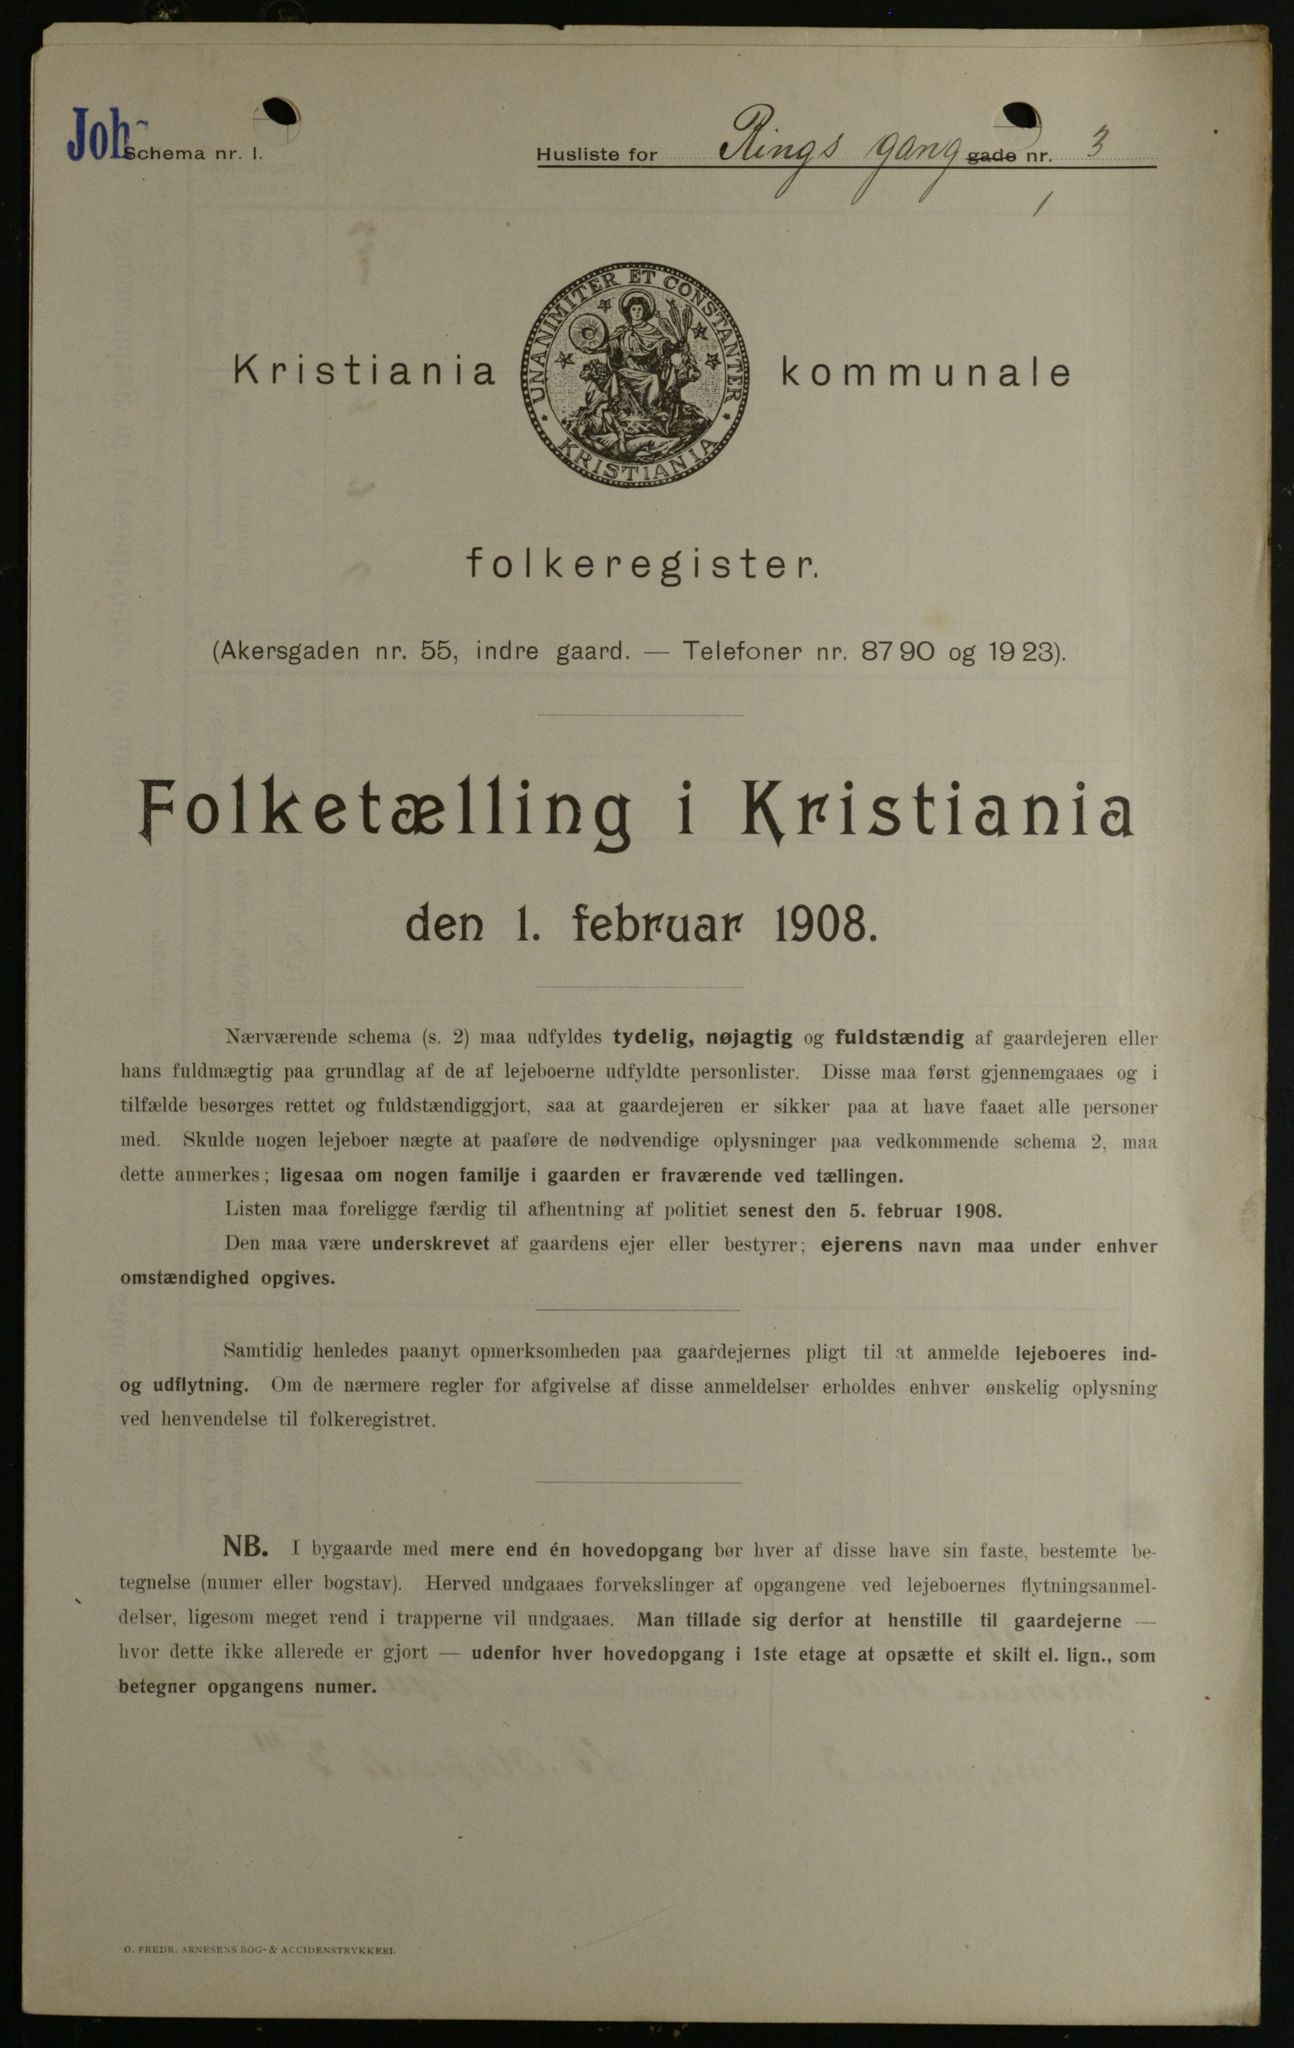 Joh
Schema nr. 1.
Husliste for Rings gang gade nr. 3
1
UNANIMITER ET CONSTANTER
KRISTIANIA
Kristiania kommunale
folkeregister.
(Akersgaden nr. 55, indre gaard. — Telefoner nr. 87 90 og 19 23).
Folketælling i Kristiania
den 1. februar 1908.
Nærværende schema (s. 2) maa udfyldes tydelig, nøjagtig og fuldstændig af gaardejeren eller
hans fuldmægtig paa grundlag af de af lejeboerne udfyldte personlister. Disse maa først gjennemgaaes og i
tilfælde besørges rettet og fuldstændiggjort, saa at gaardejeren er sikker paa at have faaet alle personer
med. Skulde nogen lejeboer nægte at paaføre de nødvendige oplysninger paa vedkommende schema 2, maa
dette anmerkes; ligesaa om nogen familje i gaarden er fraværende ved tællingen.
Listen maa foreligge færdig til afhentning af politiet senest den 5. februar 1908.
Den maa være underskrevet af gaardens ejer eller bestyrer; ejerens navn maa under enhver
omstændighed opgives.
Samtidig henledes paanyt opmerksomheden paa gaardejernes pligt til at anmelde lejeboeres ind-
og udflytning. Om de nærmere regler for afgivelse af disse anmeldelser erholdes enhver ønskelig oplysning
ved henvendelse til folkeregistret.
NB. I bygaarde med mere end én hovedopgang bør hver af disse have sin faste, bestemte be-
tegnelse (numer eller bogstav). Herved undgaaes forvekslinger af opgangene ved lejeboernes flytningsanmel-
delser, ligesom meget rend i trapperne vil undgaaes. Man tillade sig derfor at henstille til gaardejerne —
hvor dette ikke allerede er gjort — udenfor hver hovedopgang i 1ste etage at opsætte et skilt el. lign., som
betegner opgangens numer.
O. FREDR. ARNESENS BOG- & ACCIDENSTRYKKERI.